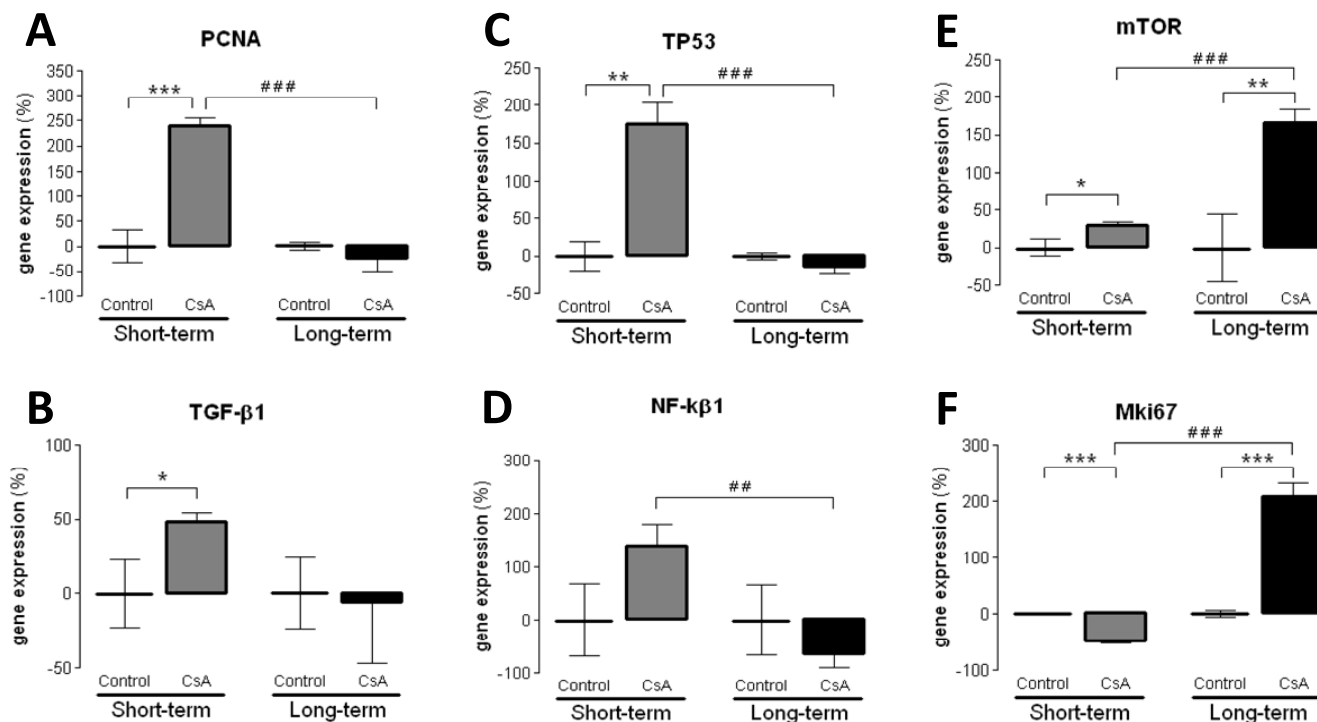 A
PCNA
gene expression (%)
350
300
250
200
150
100
50
0
-50
-100
***
###
Control
CsA
Control
CsA
Short-term
Long-term
C
TP53
gene expression (%)
250
200
150
100
50
0
-50
**
###
Control
CsA
Control
CsA
Short-term
Long-term
E
mTOR
gene expression (%)
250
200
150
100
50
0
-50
*
###
**
Control
CsA
Control
CsA
Short-term
Long-term
B
TGF-β1
gene expression (%)
100
50
0
-50
*
Control
CsA
Control
CsA
Short-term
Long-term
D
NF-kβ1
gene expression (%)
300
200
100
0
-100
##
Control
CsA
Control
CsA
Short-term
Long-term
F
Mki67
gene expression (%)
300
200
100
0
-100
***
###
***
Control
CsA
Control
CsA
Short-term
Long-term